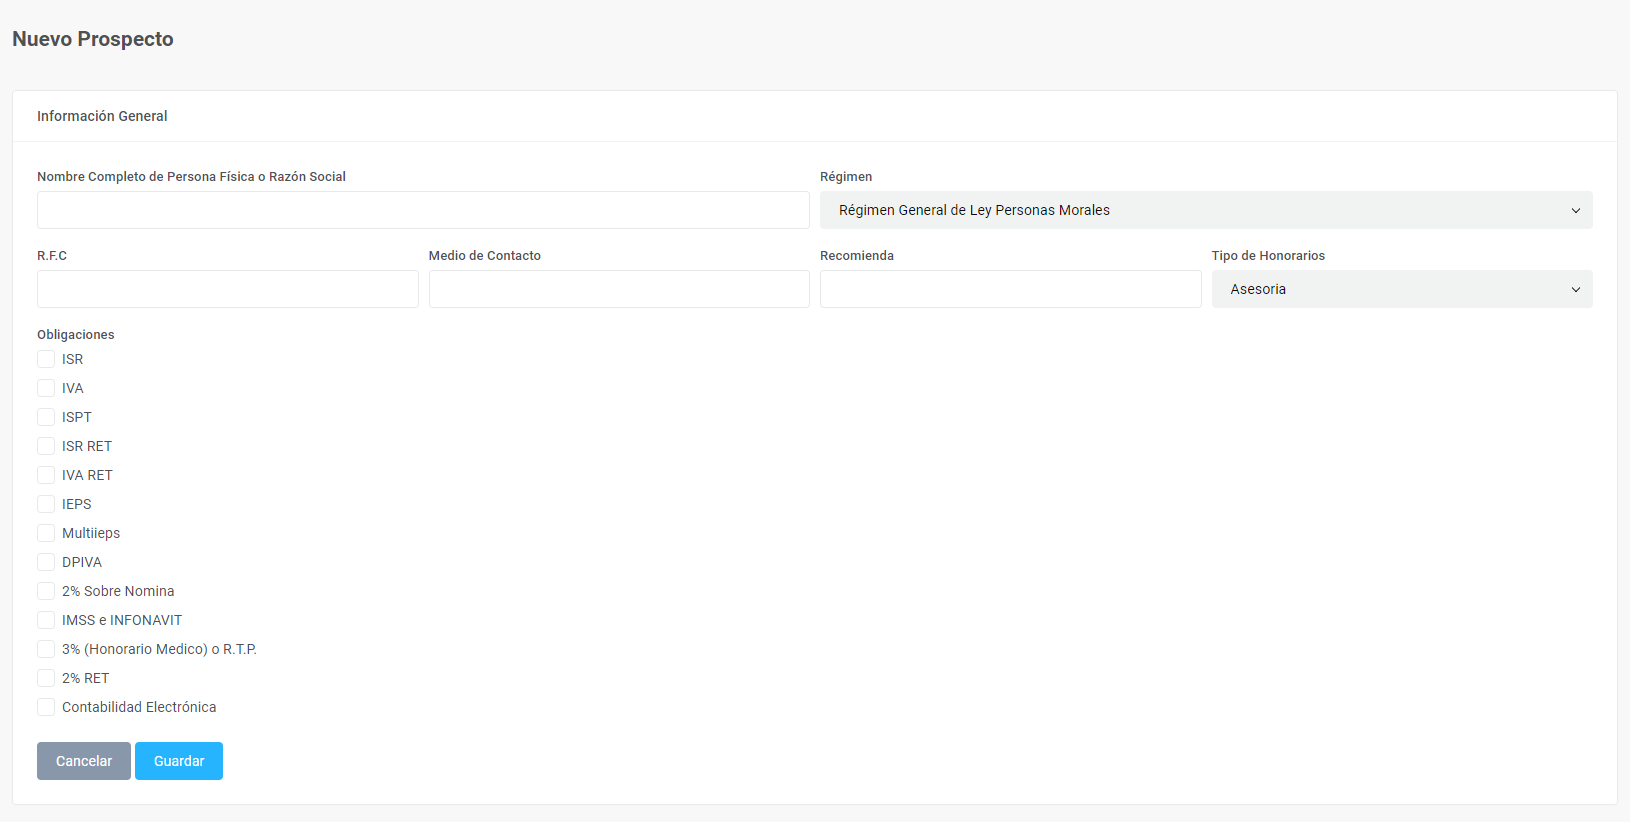 Nuevo Prospecto
Información General
Nombre Completo de Persona Física o Razón Social
Régimen
Régimen General de Ley Personas Morales
R.F.C
Medio de Contacto
Recomienda
Tipo de Honorarios
Asesoria
Obligaciones
ISR
IVA
ISPT
ISR RET
IVA RET
IEPS
Multiieps
DPIVA
2% Sobre Nomina
IMSS e INFONAVIT
3% (Honorario Medico) o R.T.P.
2% RET
Contabilidad Electrónica
Cancelar
Guardar